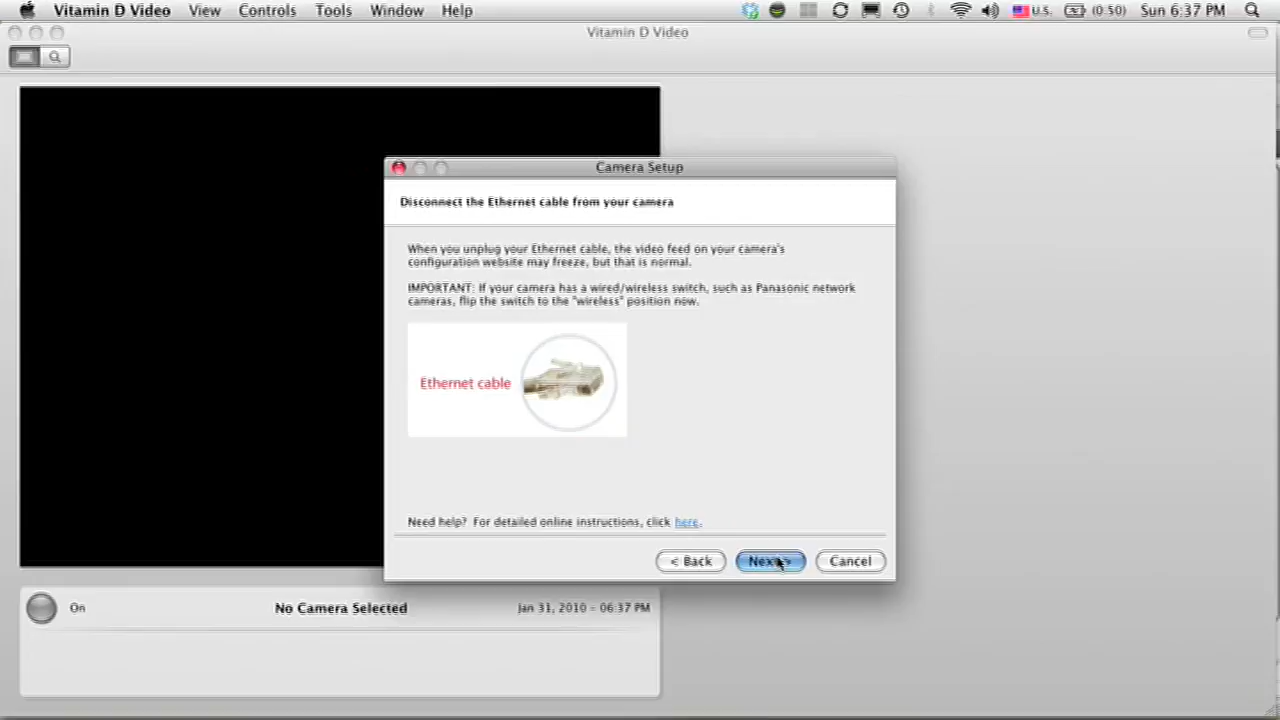 Vitamin D Video View Controls Tools Window Help U.S. (0:50) Sun 6:37 PM
Vitamin D Video
Camera Setup
Disconnect the Ethernet cable from your camera
When you unplug your Ethernet cable, the video feed on your camera's
configuration website may freeze, but that is normal.
IMPORTANT: If your camera has a wired/wireless switch, such as Panasonic network
cameras, flip the switch to the "wireless" position now.
Ethernet cable
Need help? For detailed online instructions, click here.
< Back Next > Cancel
On No Camera Selected Jan 31, 2010 - 06:37 PM